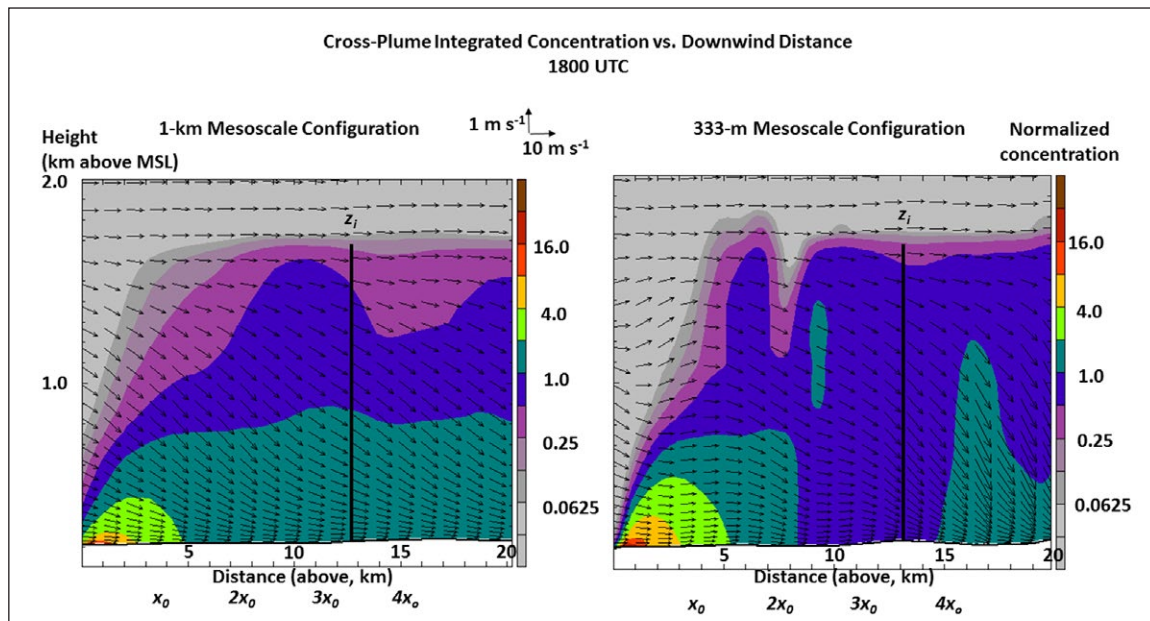 Cross-Plume Integrated Concentration vs. Downwind Distance
1800 UTC
1-km Mesoscale Configuration
1 m s⁻¹
10 m s⁻¹
333-m Mesoscale Configuration
Normalized
concentration
Height
(km above MSL)
2.0
1.0
zᵢ
16.0
4.0
1.0
0.25
0.0625
5 10 15 20
Distance (above, km)
x₀ 2x₀ 3x₀ 4xₒ
zᵢ
16.0
4.0
1.0
0.25
0.0625
5 10 15 20
Distance (above, km)
x₀ 2x₀ 3x₀ 4xₒ